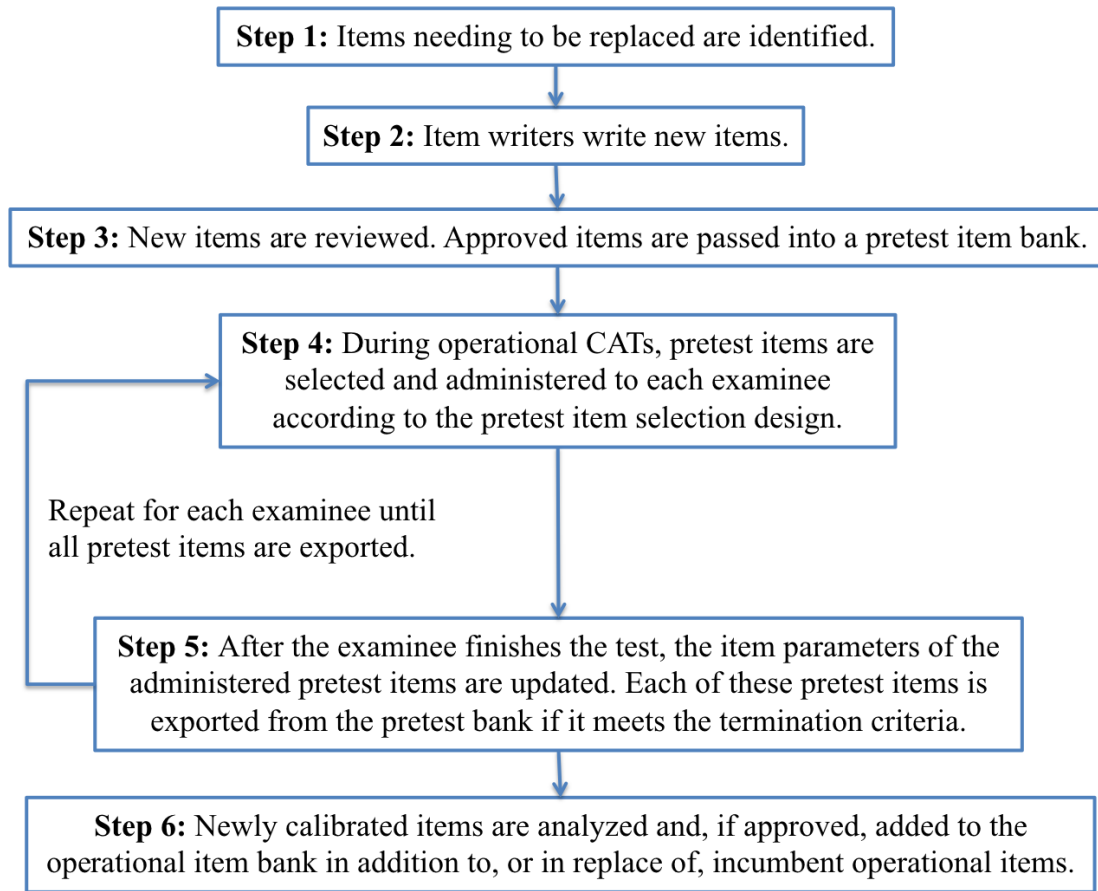 Step 1: Items needing to be replaced are identified.
Step 2: Item writers write new items.
Step 3: New items are reviewed. Approved items are passed into a pretest item bank.
Step 4: During operational CATs, pretest items are
selected and administered to each examinee
according to the pretest item selection design.
Repeat for each examinee until
all pretest items are exported.
Step 5: After the examinee finishes the test, the item parameters of the
administered pretest items are updated. Each of these pretest items is
exported from the pretest bank if it meets the termination criteria.
Step 6: Newly calibrated items are analyzed and, if approved, added to the
operational item bank in addition to, or in replace of, incumbent operational items.